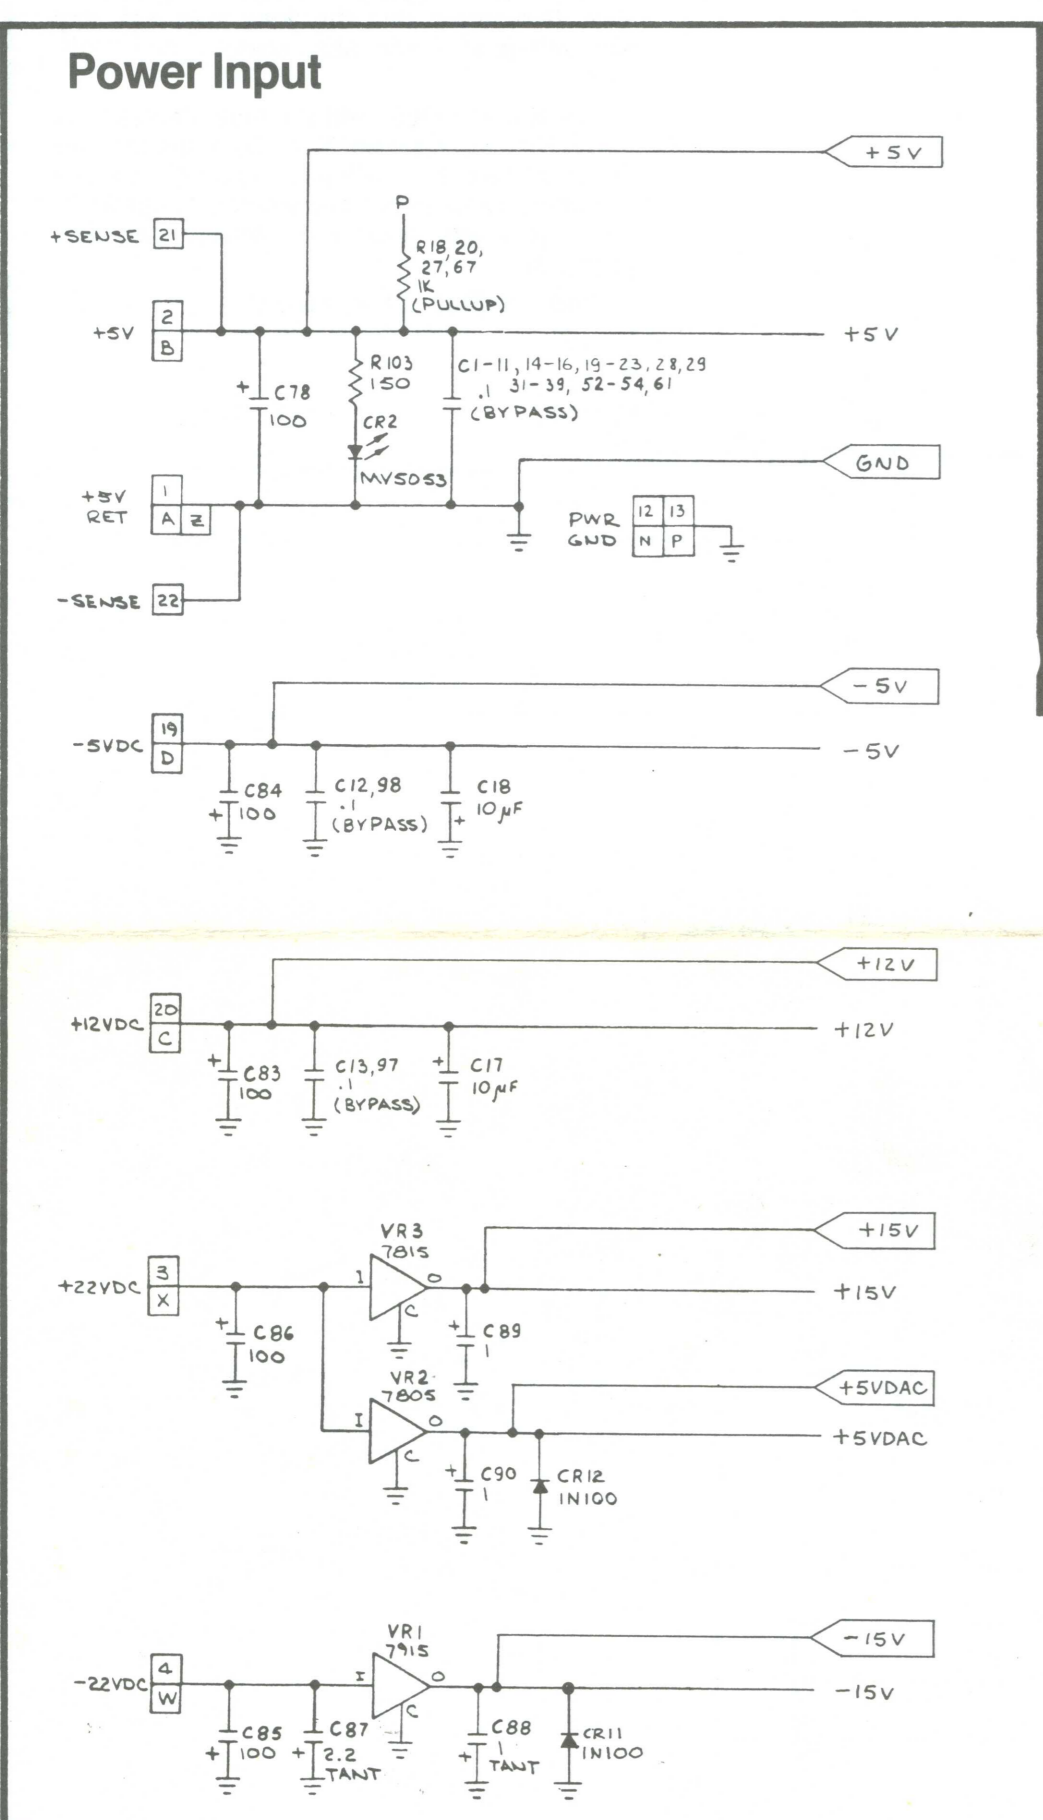 Power Input
+5V
+SENSE 21
P
R18, 20,
27, 67
1K
(PULLUP)
+5V 2
B
+5V
R103
150
C1-11, 14-16, 19-23, 28, 29
31-39, 52-54, 61
.1
(BYPASS)
+ C78
100
CR2
MV5053
GND
+5V
RET
1
A Z
PWR
GND
12 13
N P
-SENSE 22
-5V
-5VDC 19
D
-5V
C84
+ 100
C12,98
.1
(BYPASS)
C18
10µF
+
+12V
+12VDC 20
C
+12V
+ C83
100
C13,97
.1
(BYPASS)
+ C17
10µF
VR3
7815
+15V
+22VDC 3
X
I O
C
+15V
+ C86
100
+ C89
1
VR2
7805
+5VDAC
I O
C
+5VDAC
+ C90
1
CR12
1N100
VR1
7915
-15V
-22VDC 4
W
I O
C
-15V
C85
+ 100
C87
+ 2.2
TANT
C88
1
+ TANT
CR11
1N100